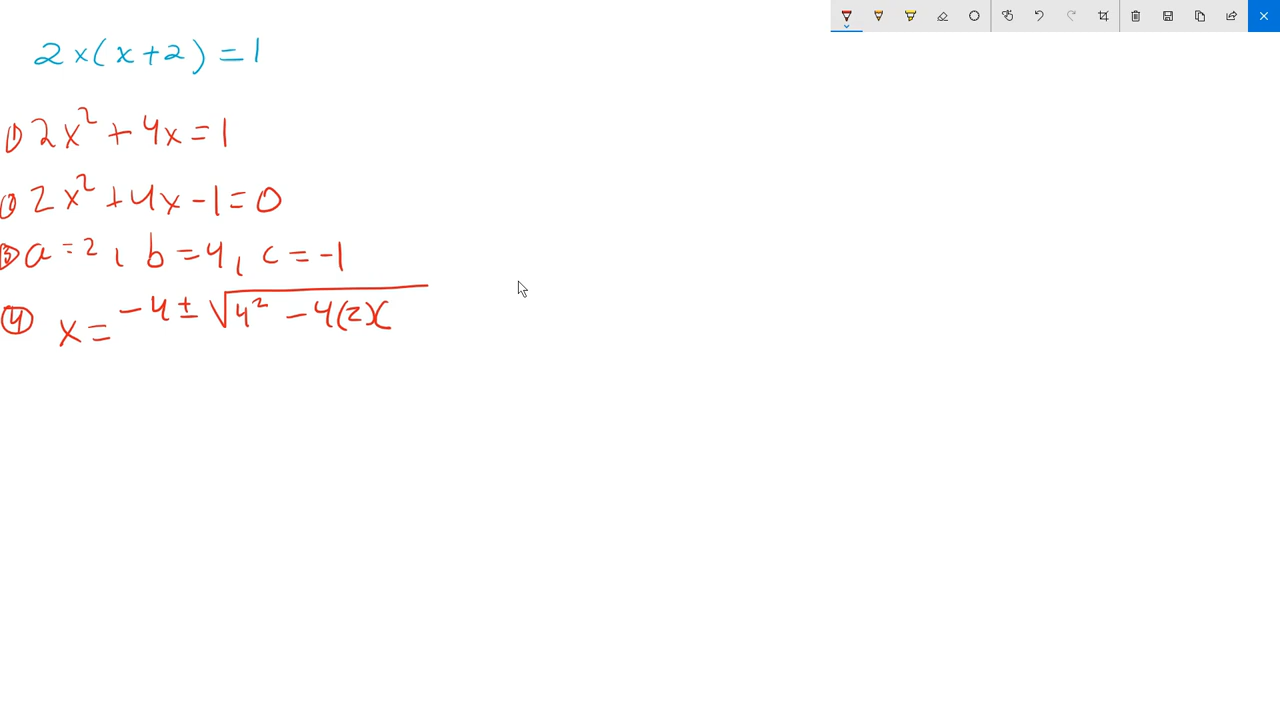 2x(x+2)=1
① 2x² + 4x = 1
2x² + 4x - 1 = 0
③ a = 2, b = 4, c = -1
④ x = -4 ± √4² - 4(2)(